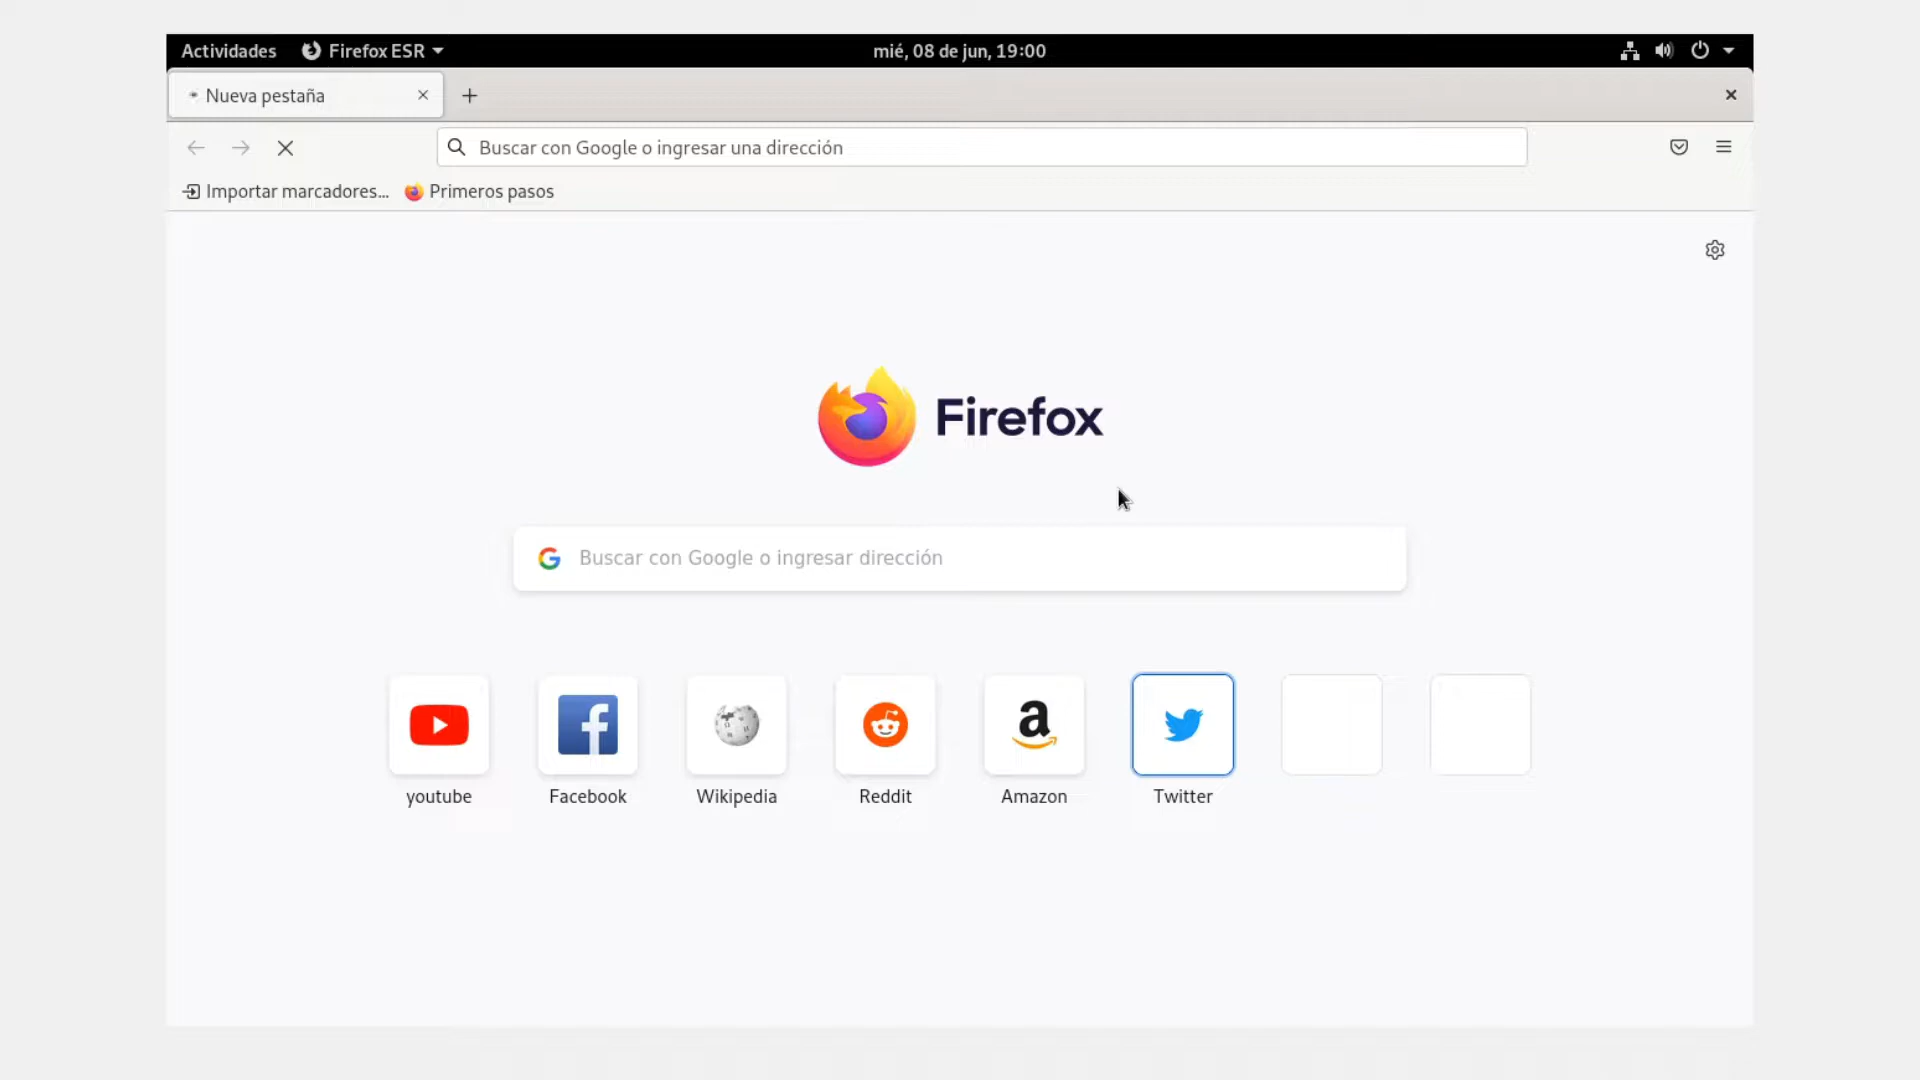 Actividades Firefox ESR mié, 08 de jun, 19:00
Nueva pestaña
Buscar con Google o ingresar una dirección
Importar marcadores... Primeros pasos
Firefox
Buscar con Google o ingresar dirección
youtube Facebook Wikipedia Reddit Amazon Twitter